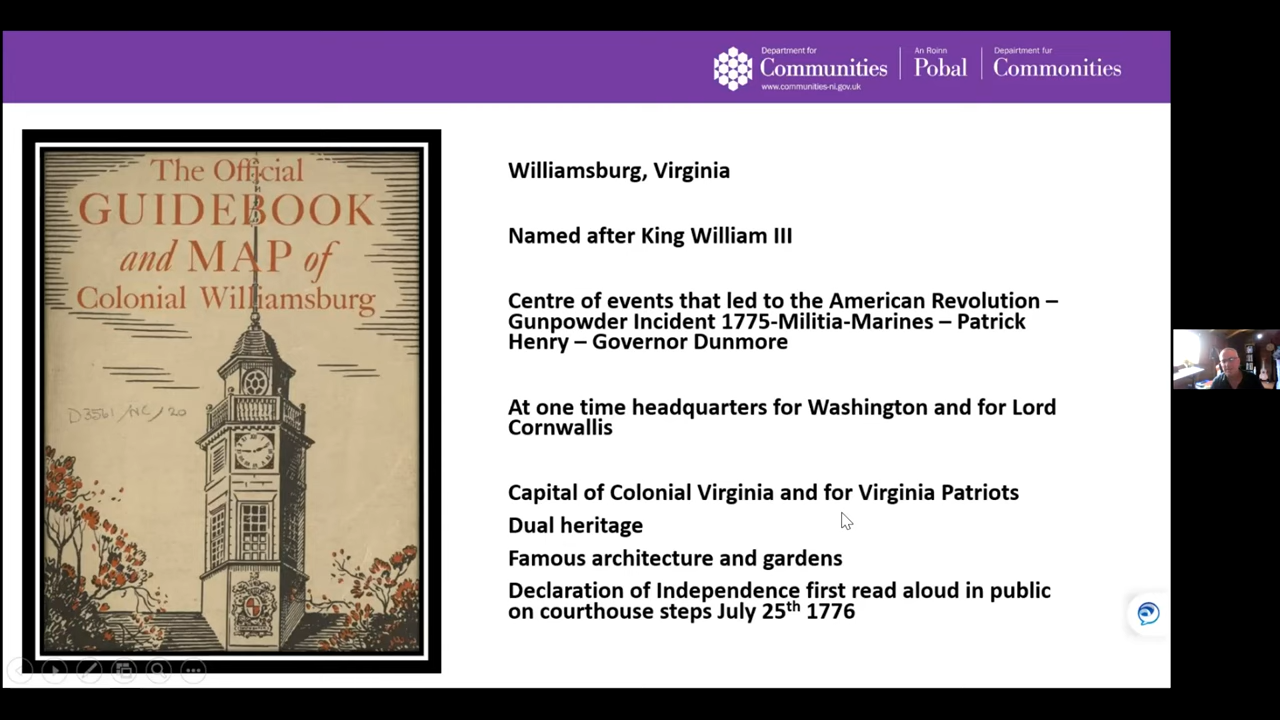 Department for
Communities
www.communities-ni.gov.uk
An Roinn
Pobal
Depairtment fur
Commonities
The Official
GUIDEBOOK
and MAP of
Colonial Williamsburg
D3561/A/C/20
Williamsburg, Virginia
Named after King William III
Centre of events that led to the American Revolution –
Gunpowder Incident 1775-Militia-Marines – Patrick
Henry – Governor Dunmore
At one time headquarters for Washington and for Lord
Cornwallis
Capital of Colonial Virginia and for Virginia Patriots
Dual heritage
Famous architecture and gardens
Declaration of Independence first read aloud in public
on courthouse steps July 25th 1776